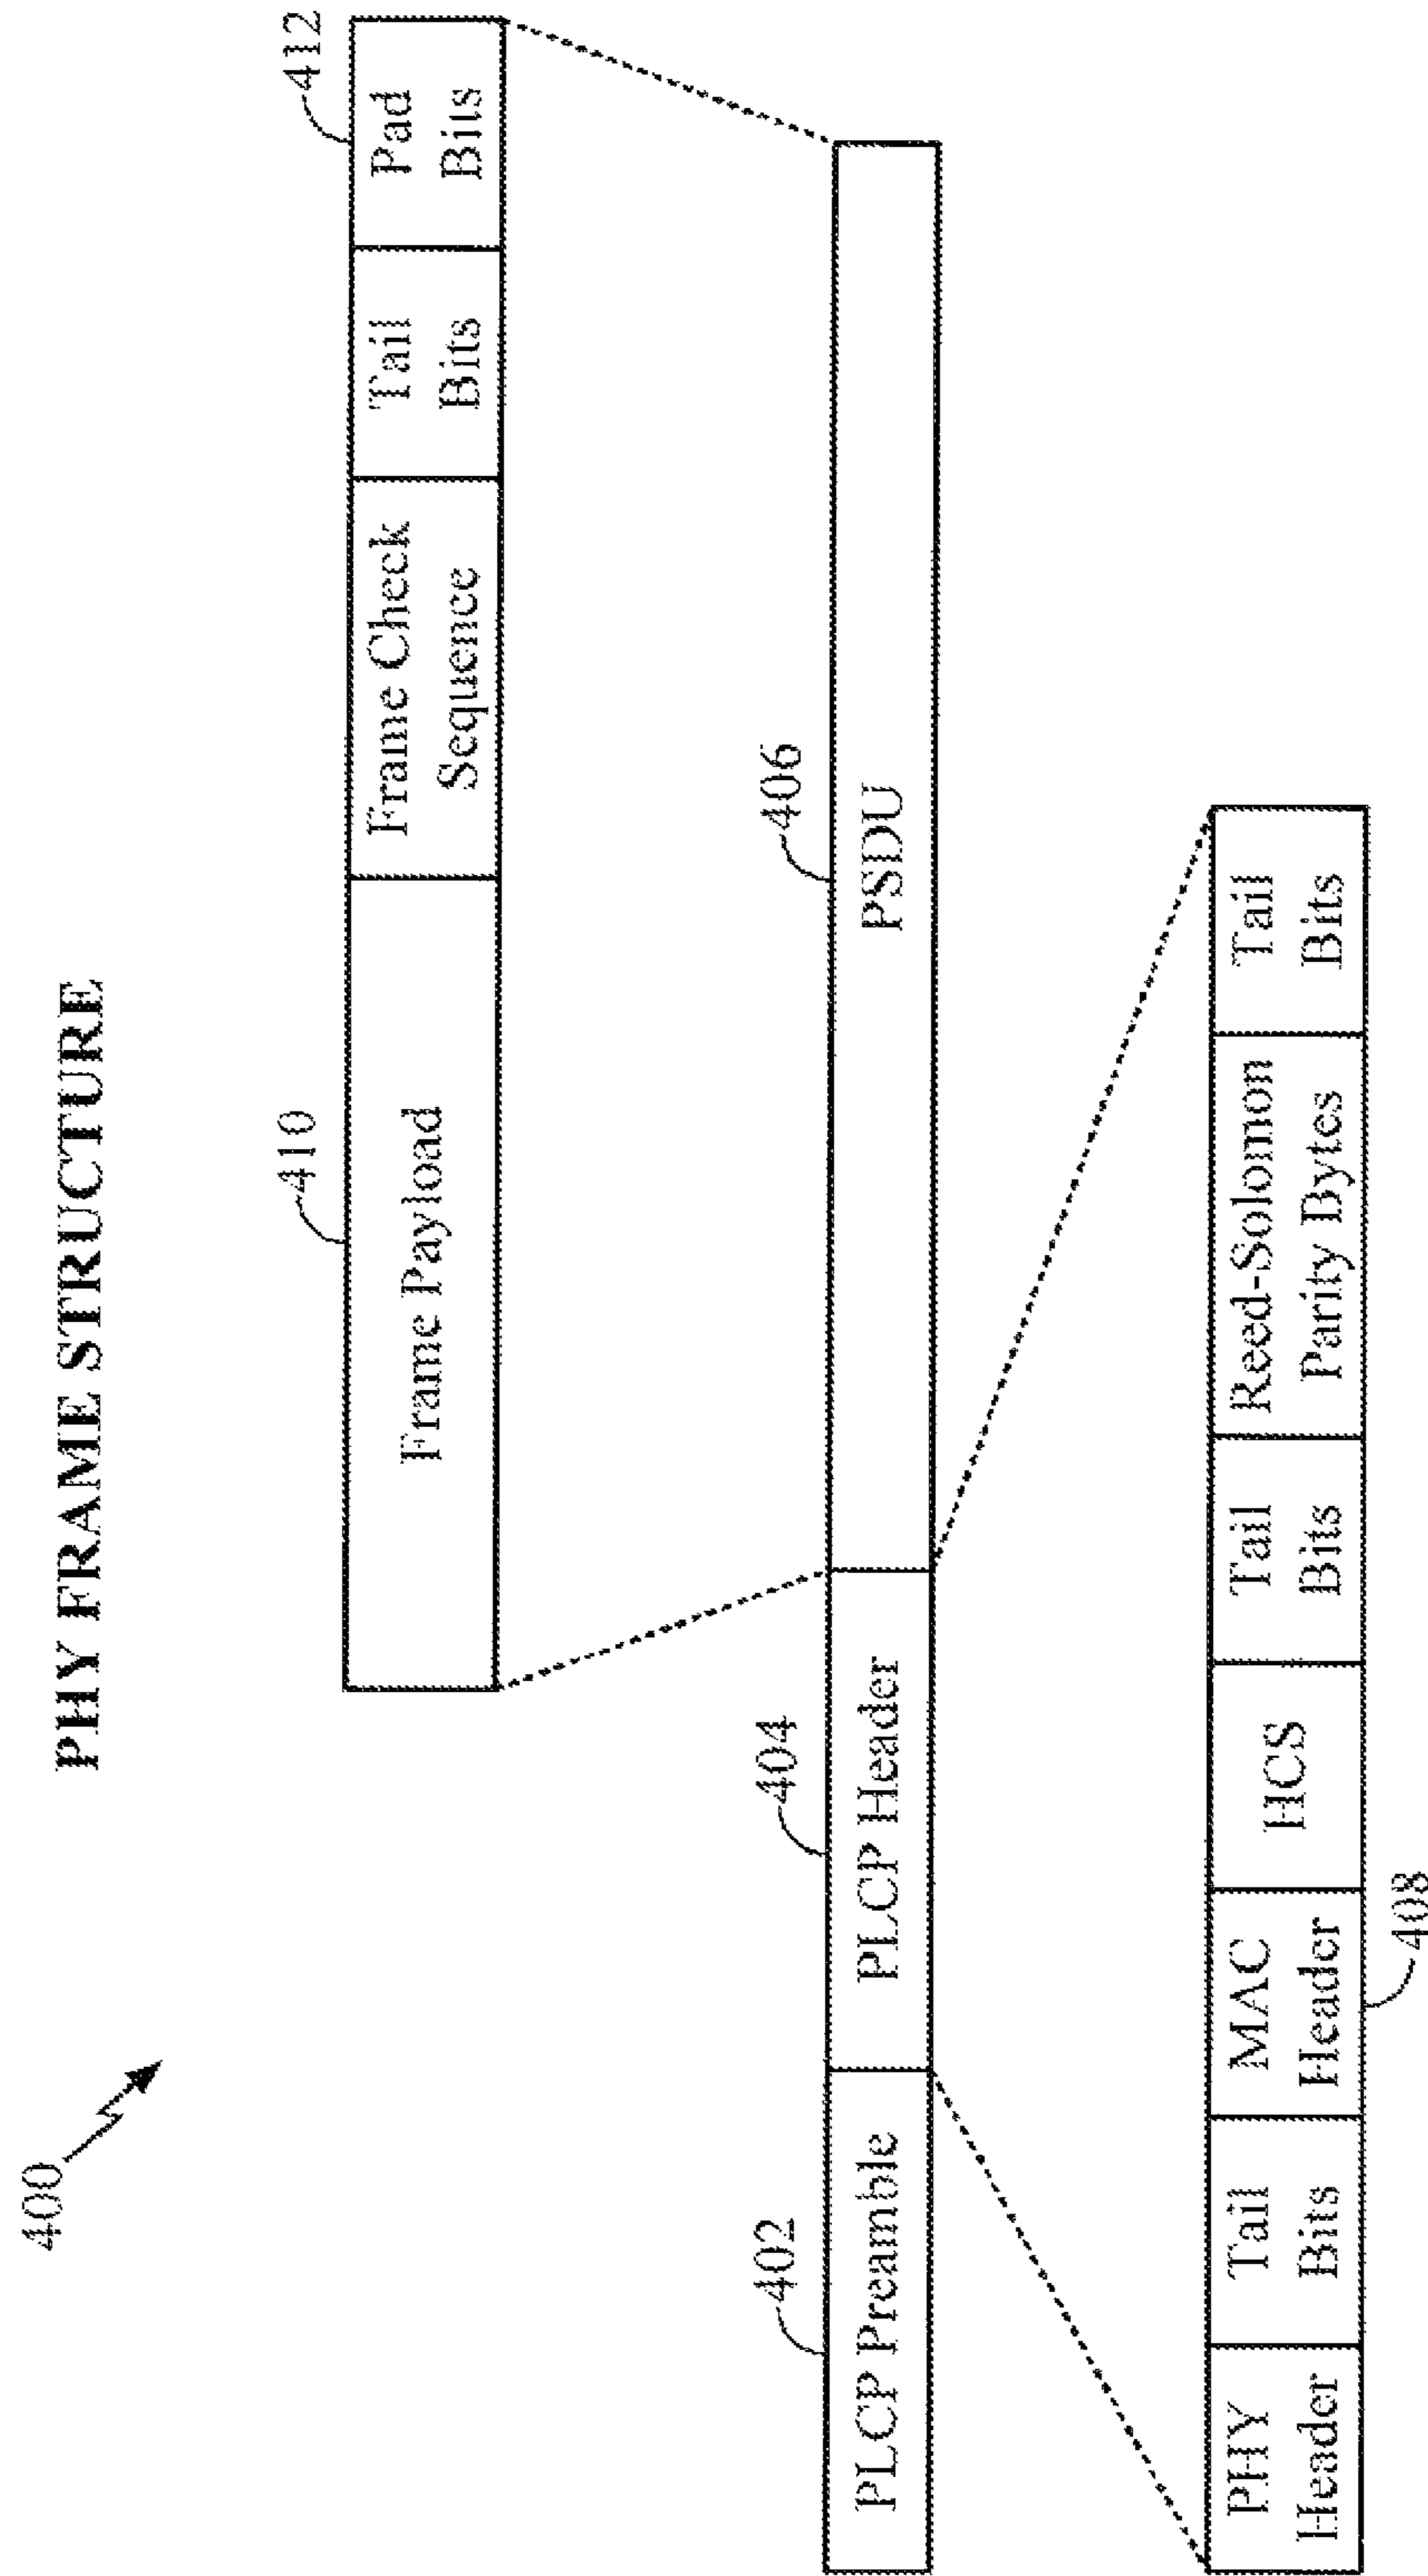 PHY FRAME STRUCTURE
400
410
412
Frame Payload
Frame Check
Sequence
Tail
Bits
Pad
Bits
402
404
406
PLCP Preamble
PLCP Header
PSDU
PHY
Header
Tail
Bits
MAC
Header
HCS
Tail
Bits
Reed-Solomon
Parity Bytes
Tail
Bits
408